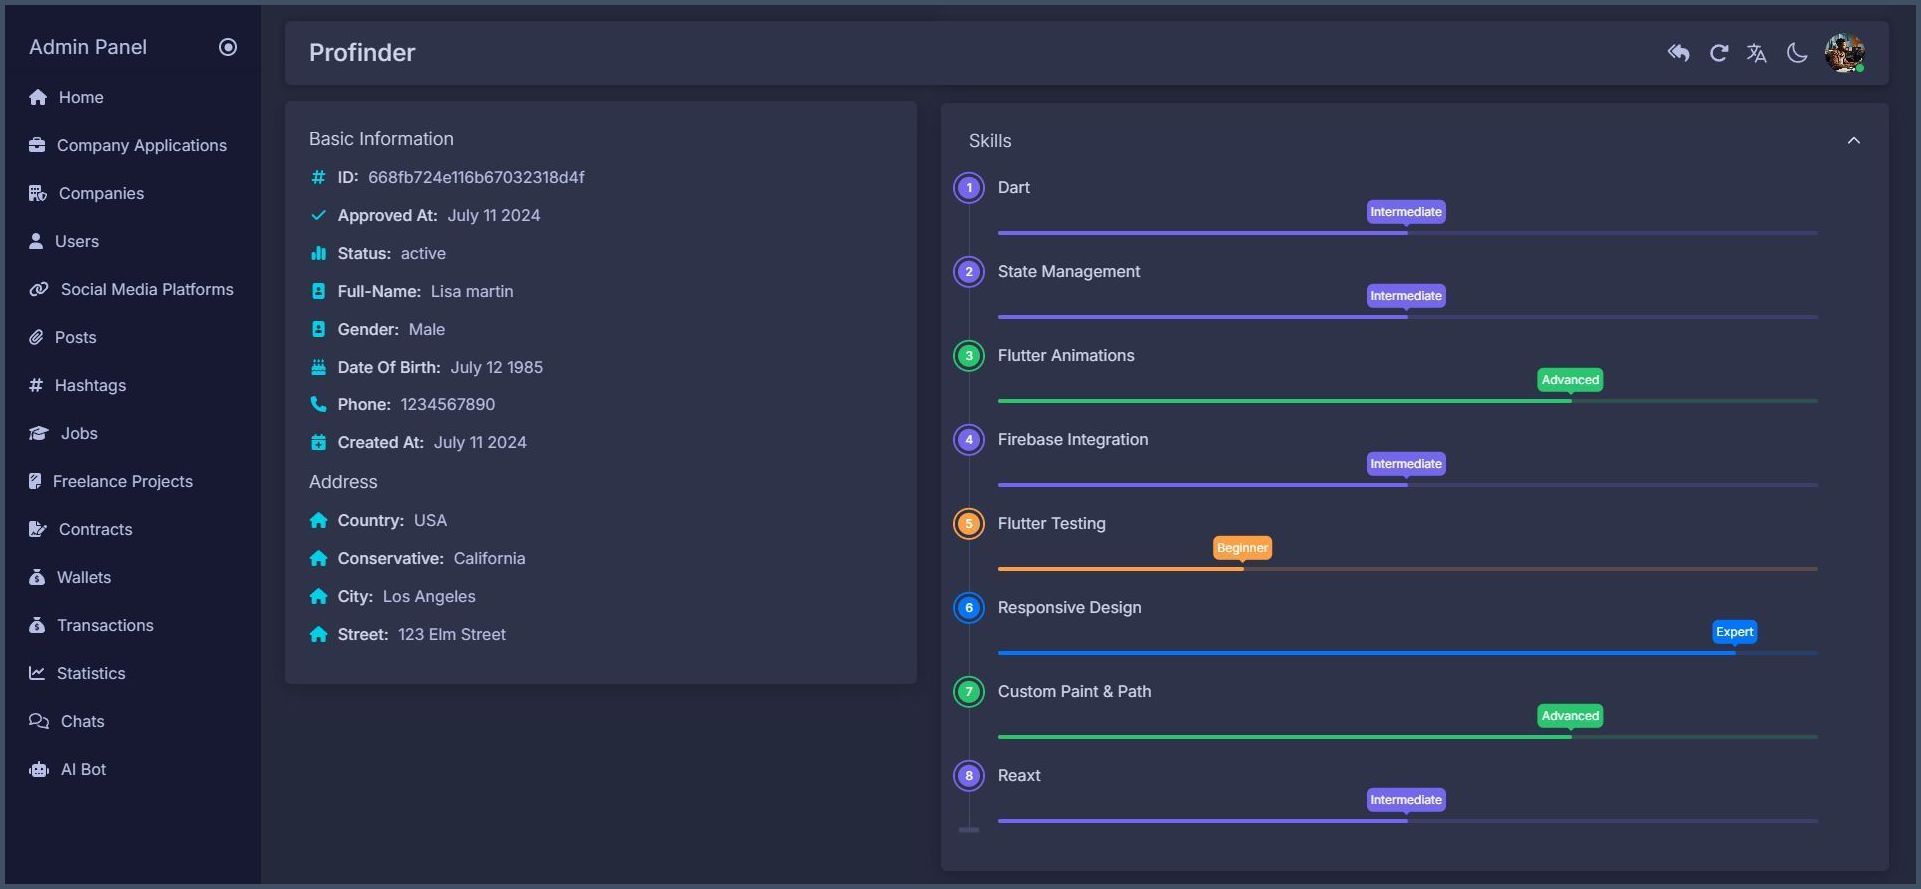 Admin Panel
Home
Company Applications
Companies
Users
Social Media Platforms
Posts
Hashtags
Jobs
Freelance Projects
Contracts
Wallets
Transactions
Statistics
Chats
AI Bot
Profinder
Basic Information
ID: 668fb724e116b67032318d4f
Approved At: July 11 2024
Status: active
Full-Name: Lisa martin
Gender: Male
Date Of Birth: July 12 1985
Phone: 1234567890
Created At: July 11 2024
Address
Country: USA
Conservative: California
City: Los Angeles
Street: 123 Elm Street
Skills
1 Dart
Intermediate
2 State Management
Intermediate
3 Flutter Animations
Advanced
4 Firebase Integration
Intermediate
5 Flutter Testing
Beginner
6 Responsive Design
Expert
7 Custom Paint & Path
Advanced
8 Reaxt
Intermediate